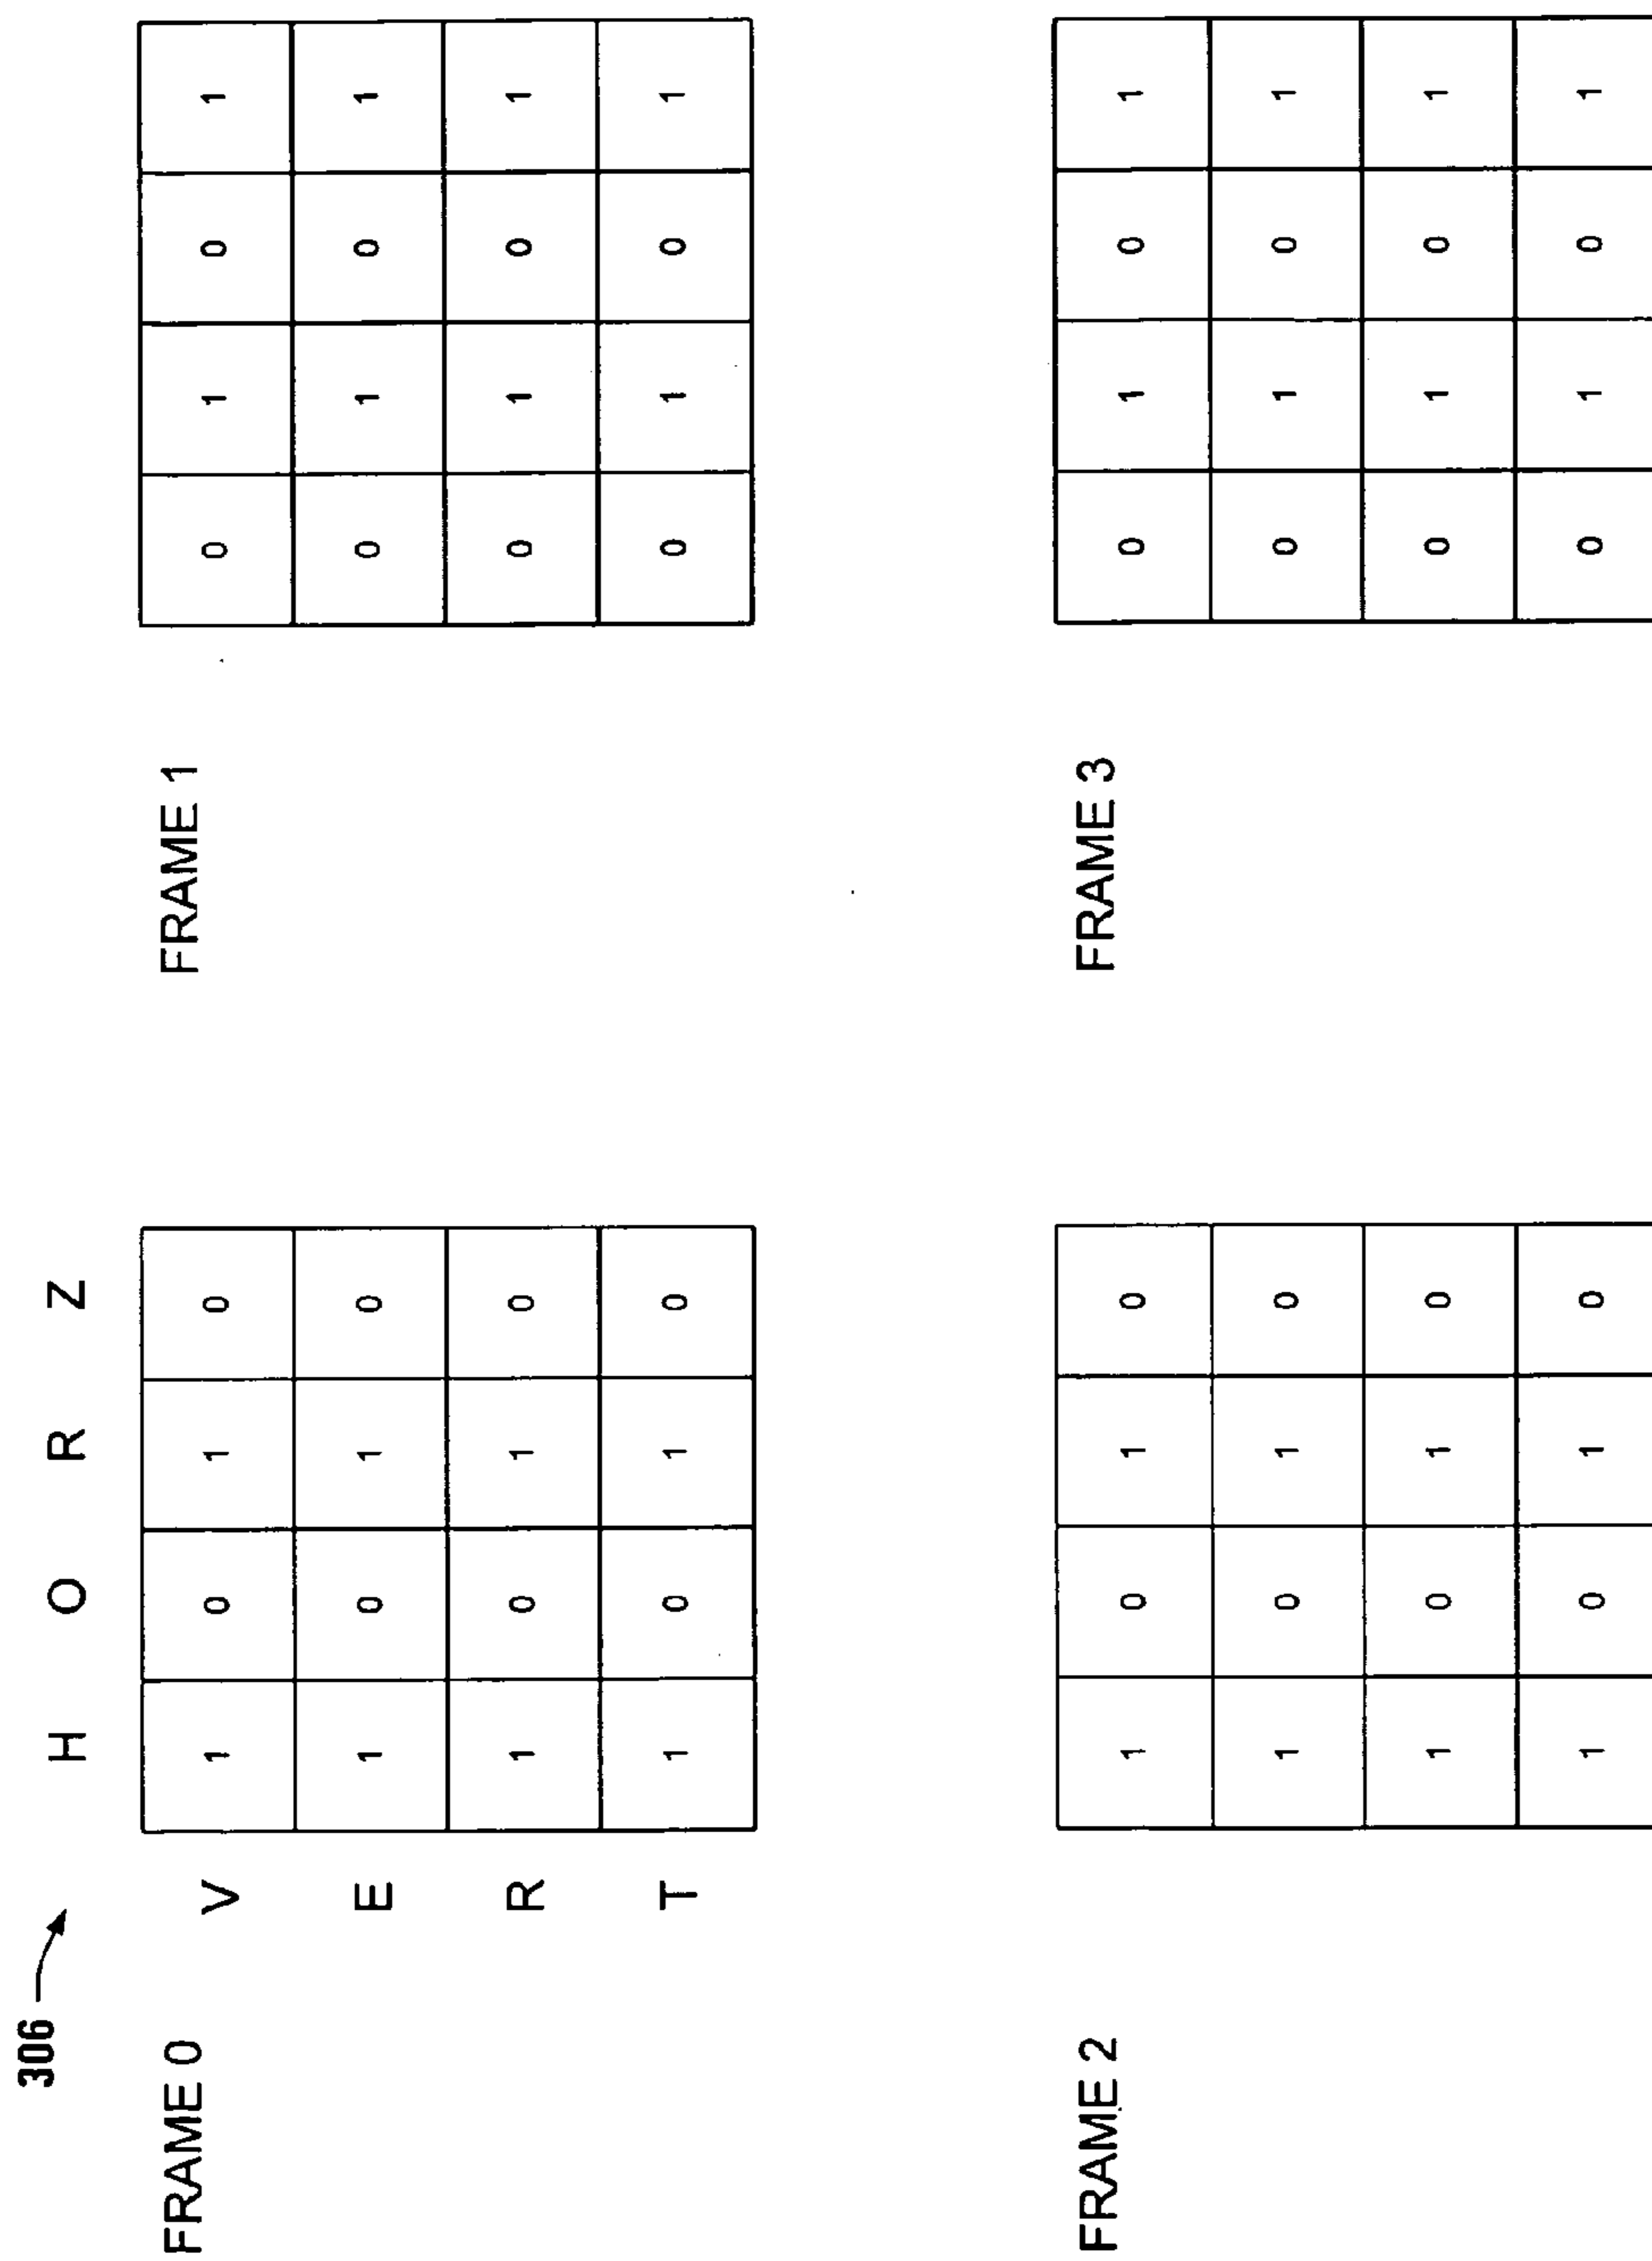 306
H O R Z
FRAME 0 V 1 0 1 0 FRAME 1 0 1 0 1
E 1 0 1 0 0 1 0 1
R 1 0 1 0 0 1 0 1
T 1 0 1 0 0 1 0 1
FRAME 2 1 0 1 0 FRAME 3 0 1 0 1
1 0 1 0 0 1 0 1
1 0 1 0 0 1 0 1
1 0 1 0 0 1 0 1